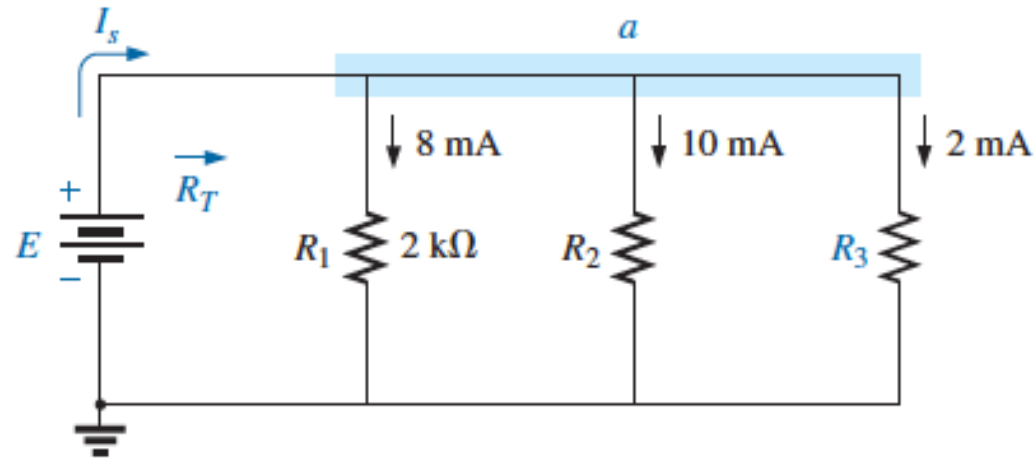 I_s
a
8 mA
10 mA
2 mA
+
R_T
E
R_1
2 kΩ
R_2
R_3
−